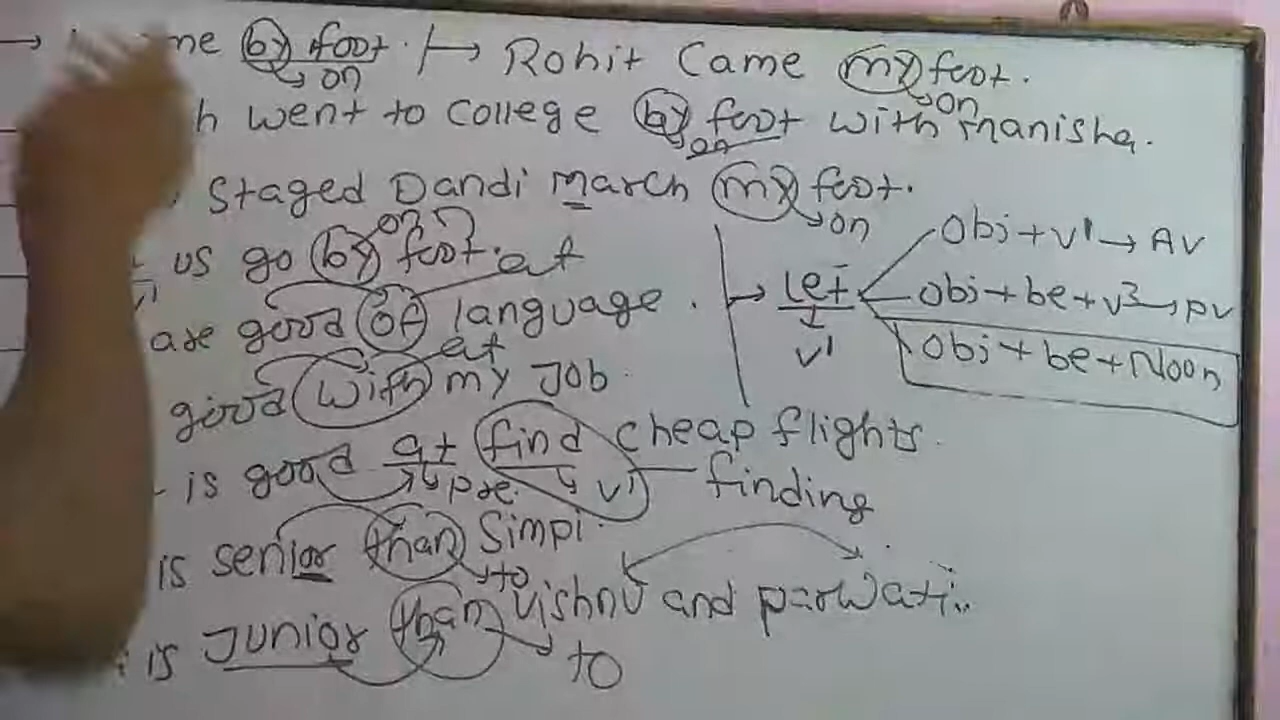 → me by foot. |→ Rohit Came my foot.
on
on
h went to College by foot with manisha.
on
Staged Dandi March my foot.
on
on
us go by foot.
v1
at
are good of language.
at
good with my Job.
is good at find cheap flights.
pre. v1 finding
is senior than Simpi.
to
is Junior than Vishnu and parwati..
to
→ let
v1
Obj+v1→AV
Obj+be+v3→pv
Obj+be+Noon